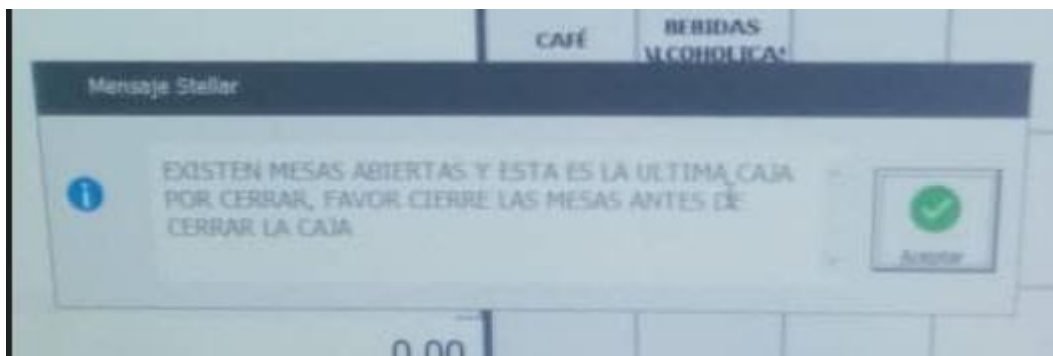 CAFÉ
BEBIDAS
ALCOHOLICAS
Mensaje Stellar
EXISTEN MESAS ABIERTAS Y ESTA ES LA ULTIMA CAJA
POR CERRAR, FAVOR CIERRE LAS MESAS ANTES DE
CERRAR LA CAJA
Aceptar
0.00